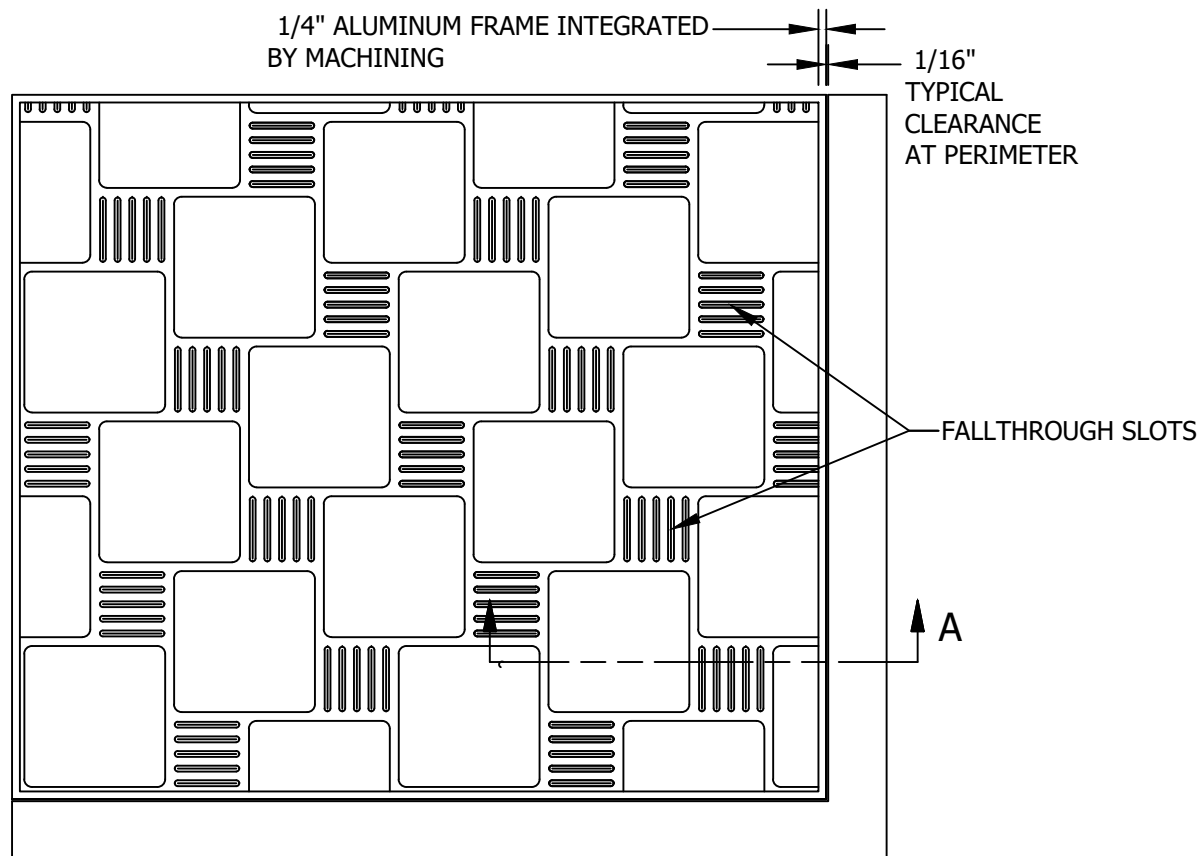 1/4" ALUMINUM FRAME INTEGRATED
BY MACHINING
1/16"
TYPICAL
CLEARANCE
AT PERIMETER
FALLTHROUGH SLOTS
A